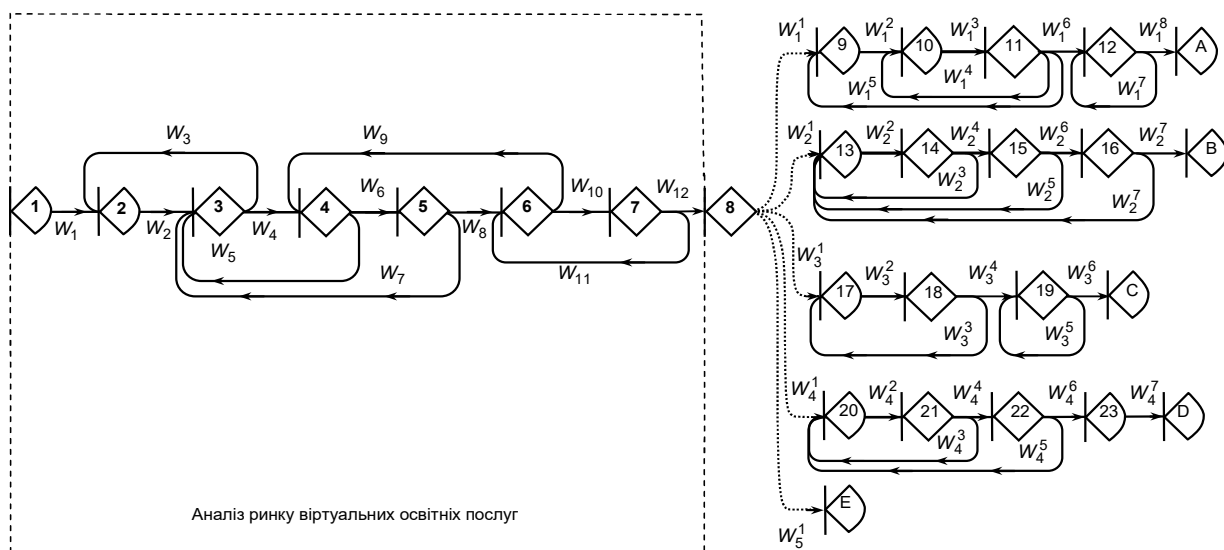 W₁¹ W₁² W₁³ W₁⁶ W₁⁸
9 10 11 12 A
W₁⁵ W₁⁴ W₁⁷
W₃ W₉
W₂¹ W₂² W₂⁴ W₂⁶ W₂⁷
13 14 15 16 B
W₂³ W₂⁵ W₂⁷
W₆ W₁₀ W₁₂
1 2 3 4 5 6 7 8
W₁ W₂ W₅ W₄ W₈
W₇ W₁₁
W₃¹ W₃² W₃⁴ W₃⁶
17 18 19 C
W₃³ W₃⁵
W₄¹ W₄² W₄⁴ W₄⁶ W₄⁷
20 21 22 23 D
W₄³ W₄⁵
E
W₅¹
Аналіз ринку віртуальних освітніх послуг